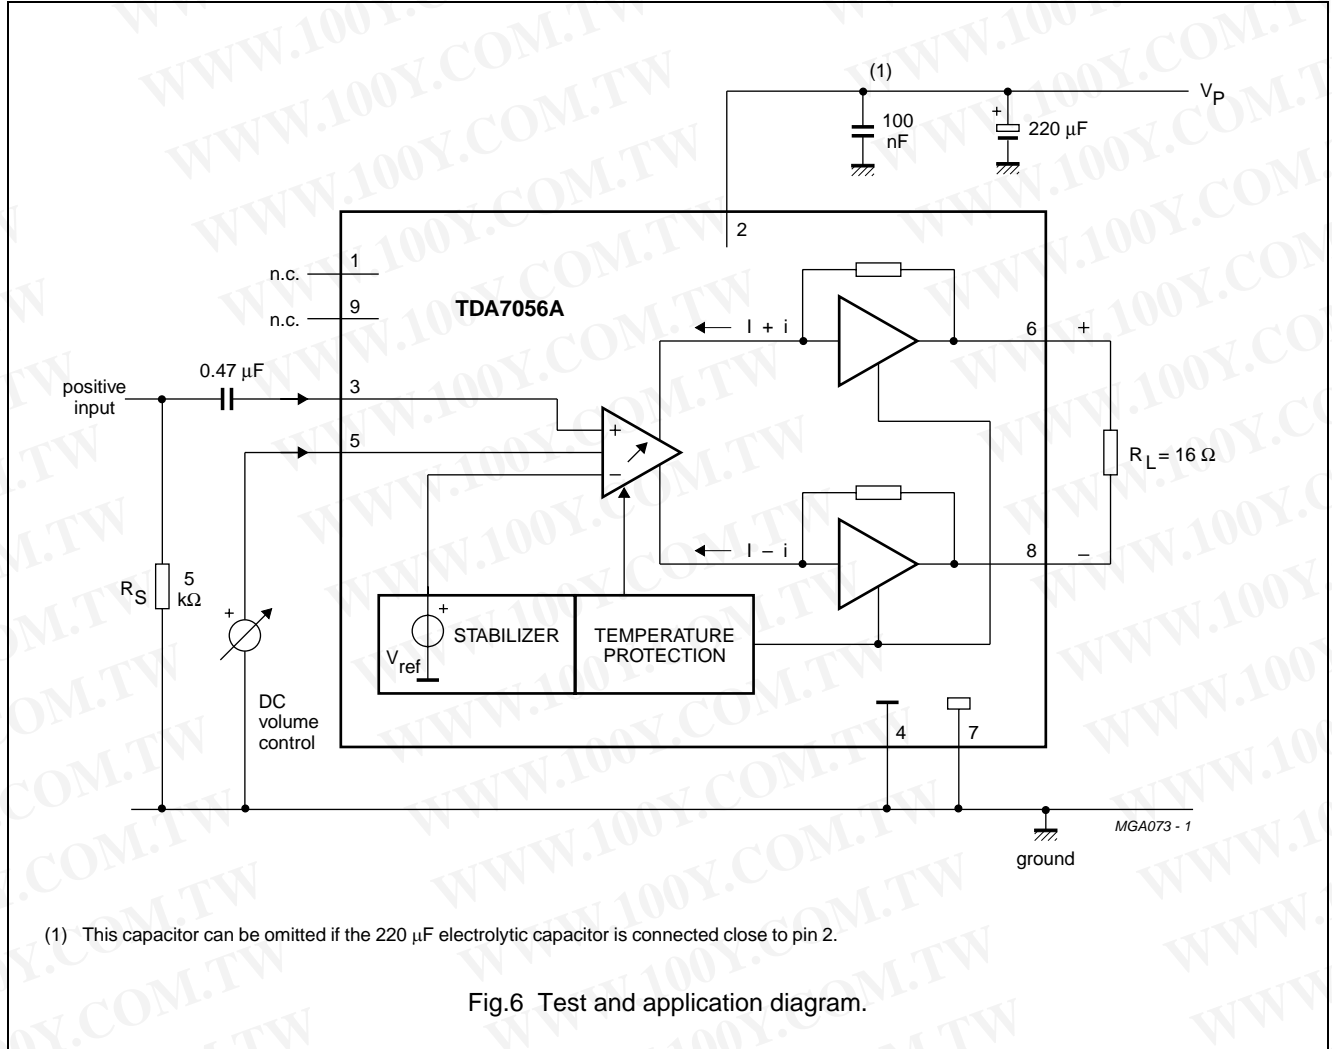 (1)
VP
+
100
nF
220 µF
2
1
n.c.
9
n.c.
TDA7056A
I + i
6
+
0.47 µF
positive
input
3
5
+
−
RL = 16 Ω
I − i
8
−
RS
5
kΩ
+
+
STABILIZER
Vref
TEMPERATURE
PROTECTION
DC
volume
control
4
7
MGA073 - 1
ground
(1) This capacitor can be omitted if the 220 µF electrolytic capacitor is connected close to pin 2.
Fig.6 Test and application diagram.
WWW.100Y.COM.TW